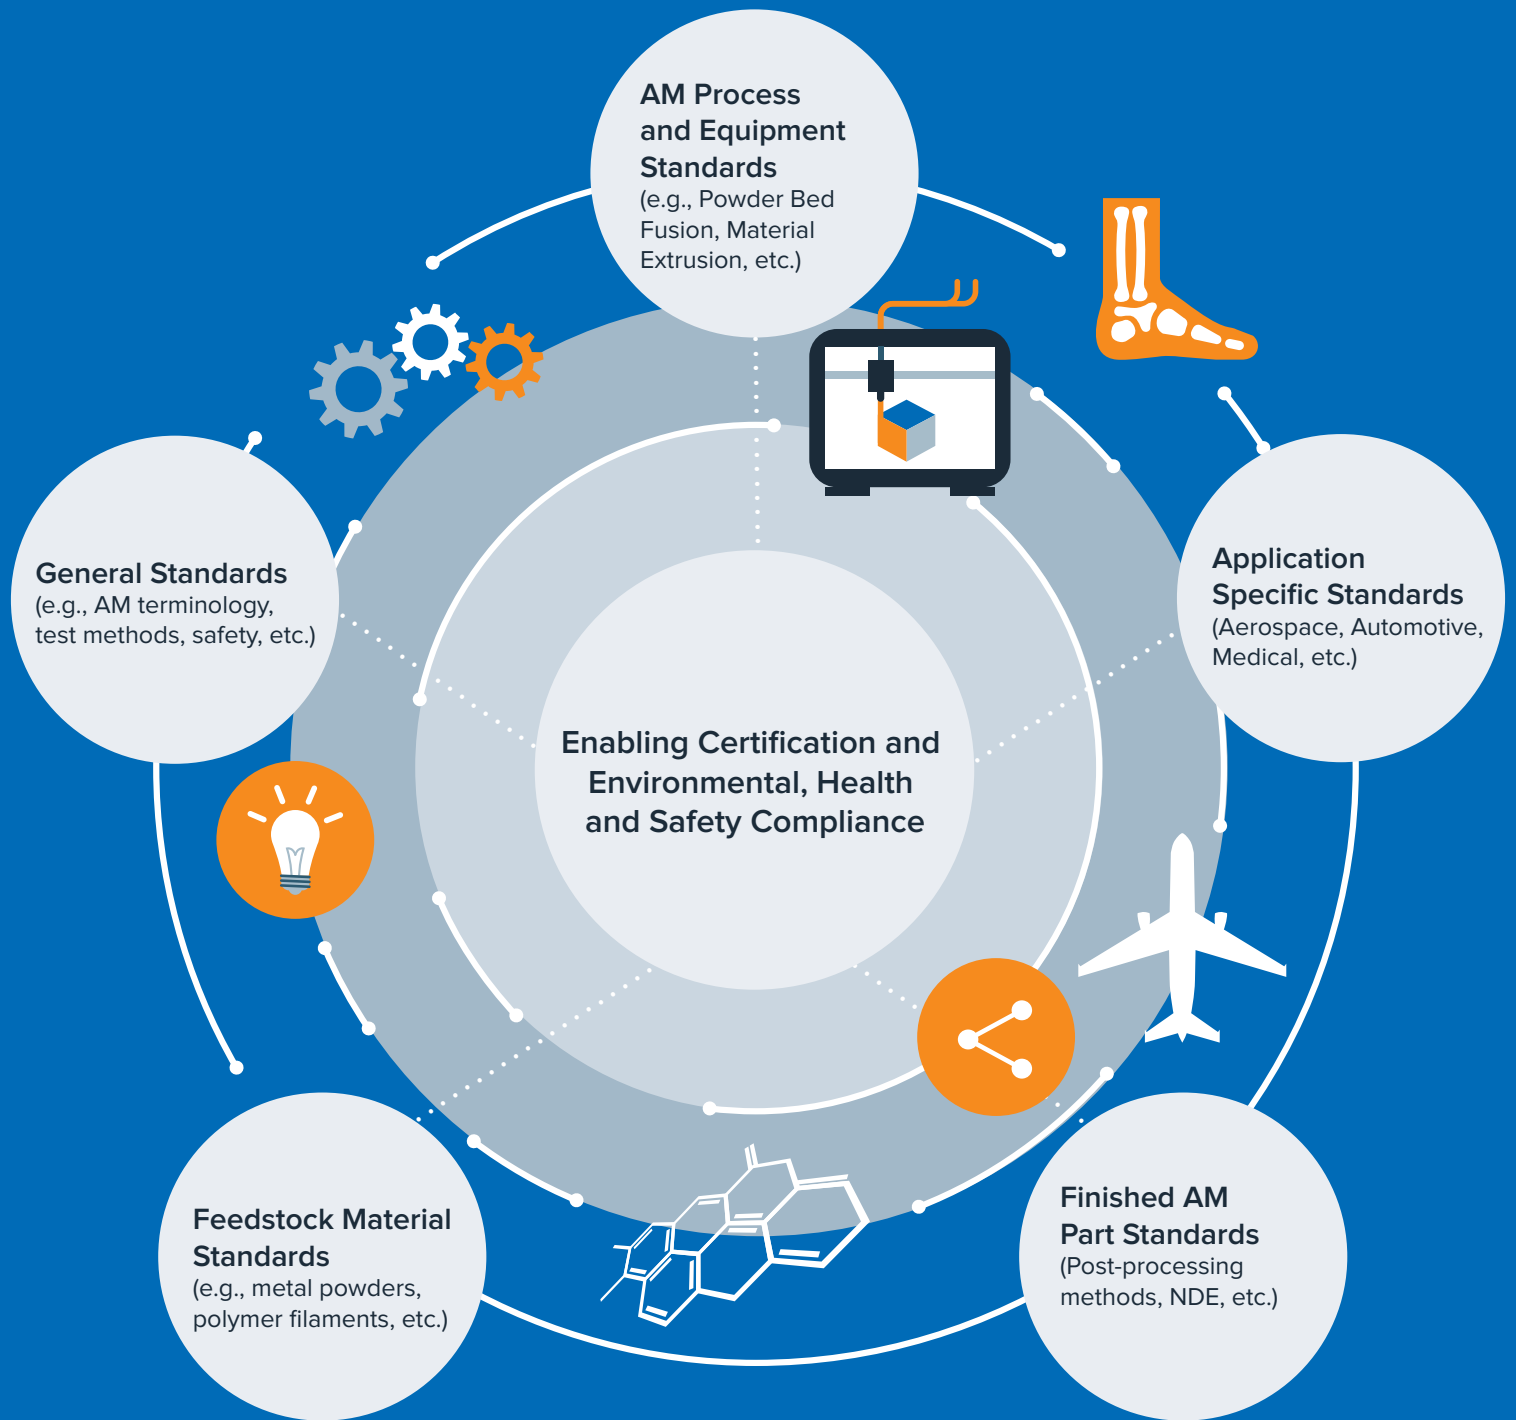 AM Process
and Equipment
Standards
(e.g., Powder Bed
Fusion, Material
Extrusion, etc.)
General Standards
(e.g., AM terminology,
test methods, safety, etc.)
Application
Specific Standards
(Aerospace, Automotive,
Medical, etc.)
Enabling Certification and
Environmental, Health
and Safety Compliance
Feedstock Material
Standards
(e.g., metal powders,
polymer filaments, etc.)
Finished AM
Part Standards
(Post-processing
methods, NDE, etc.)